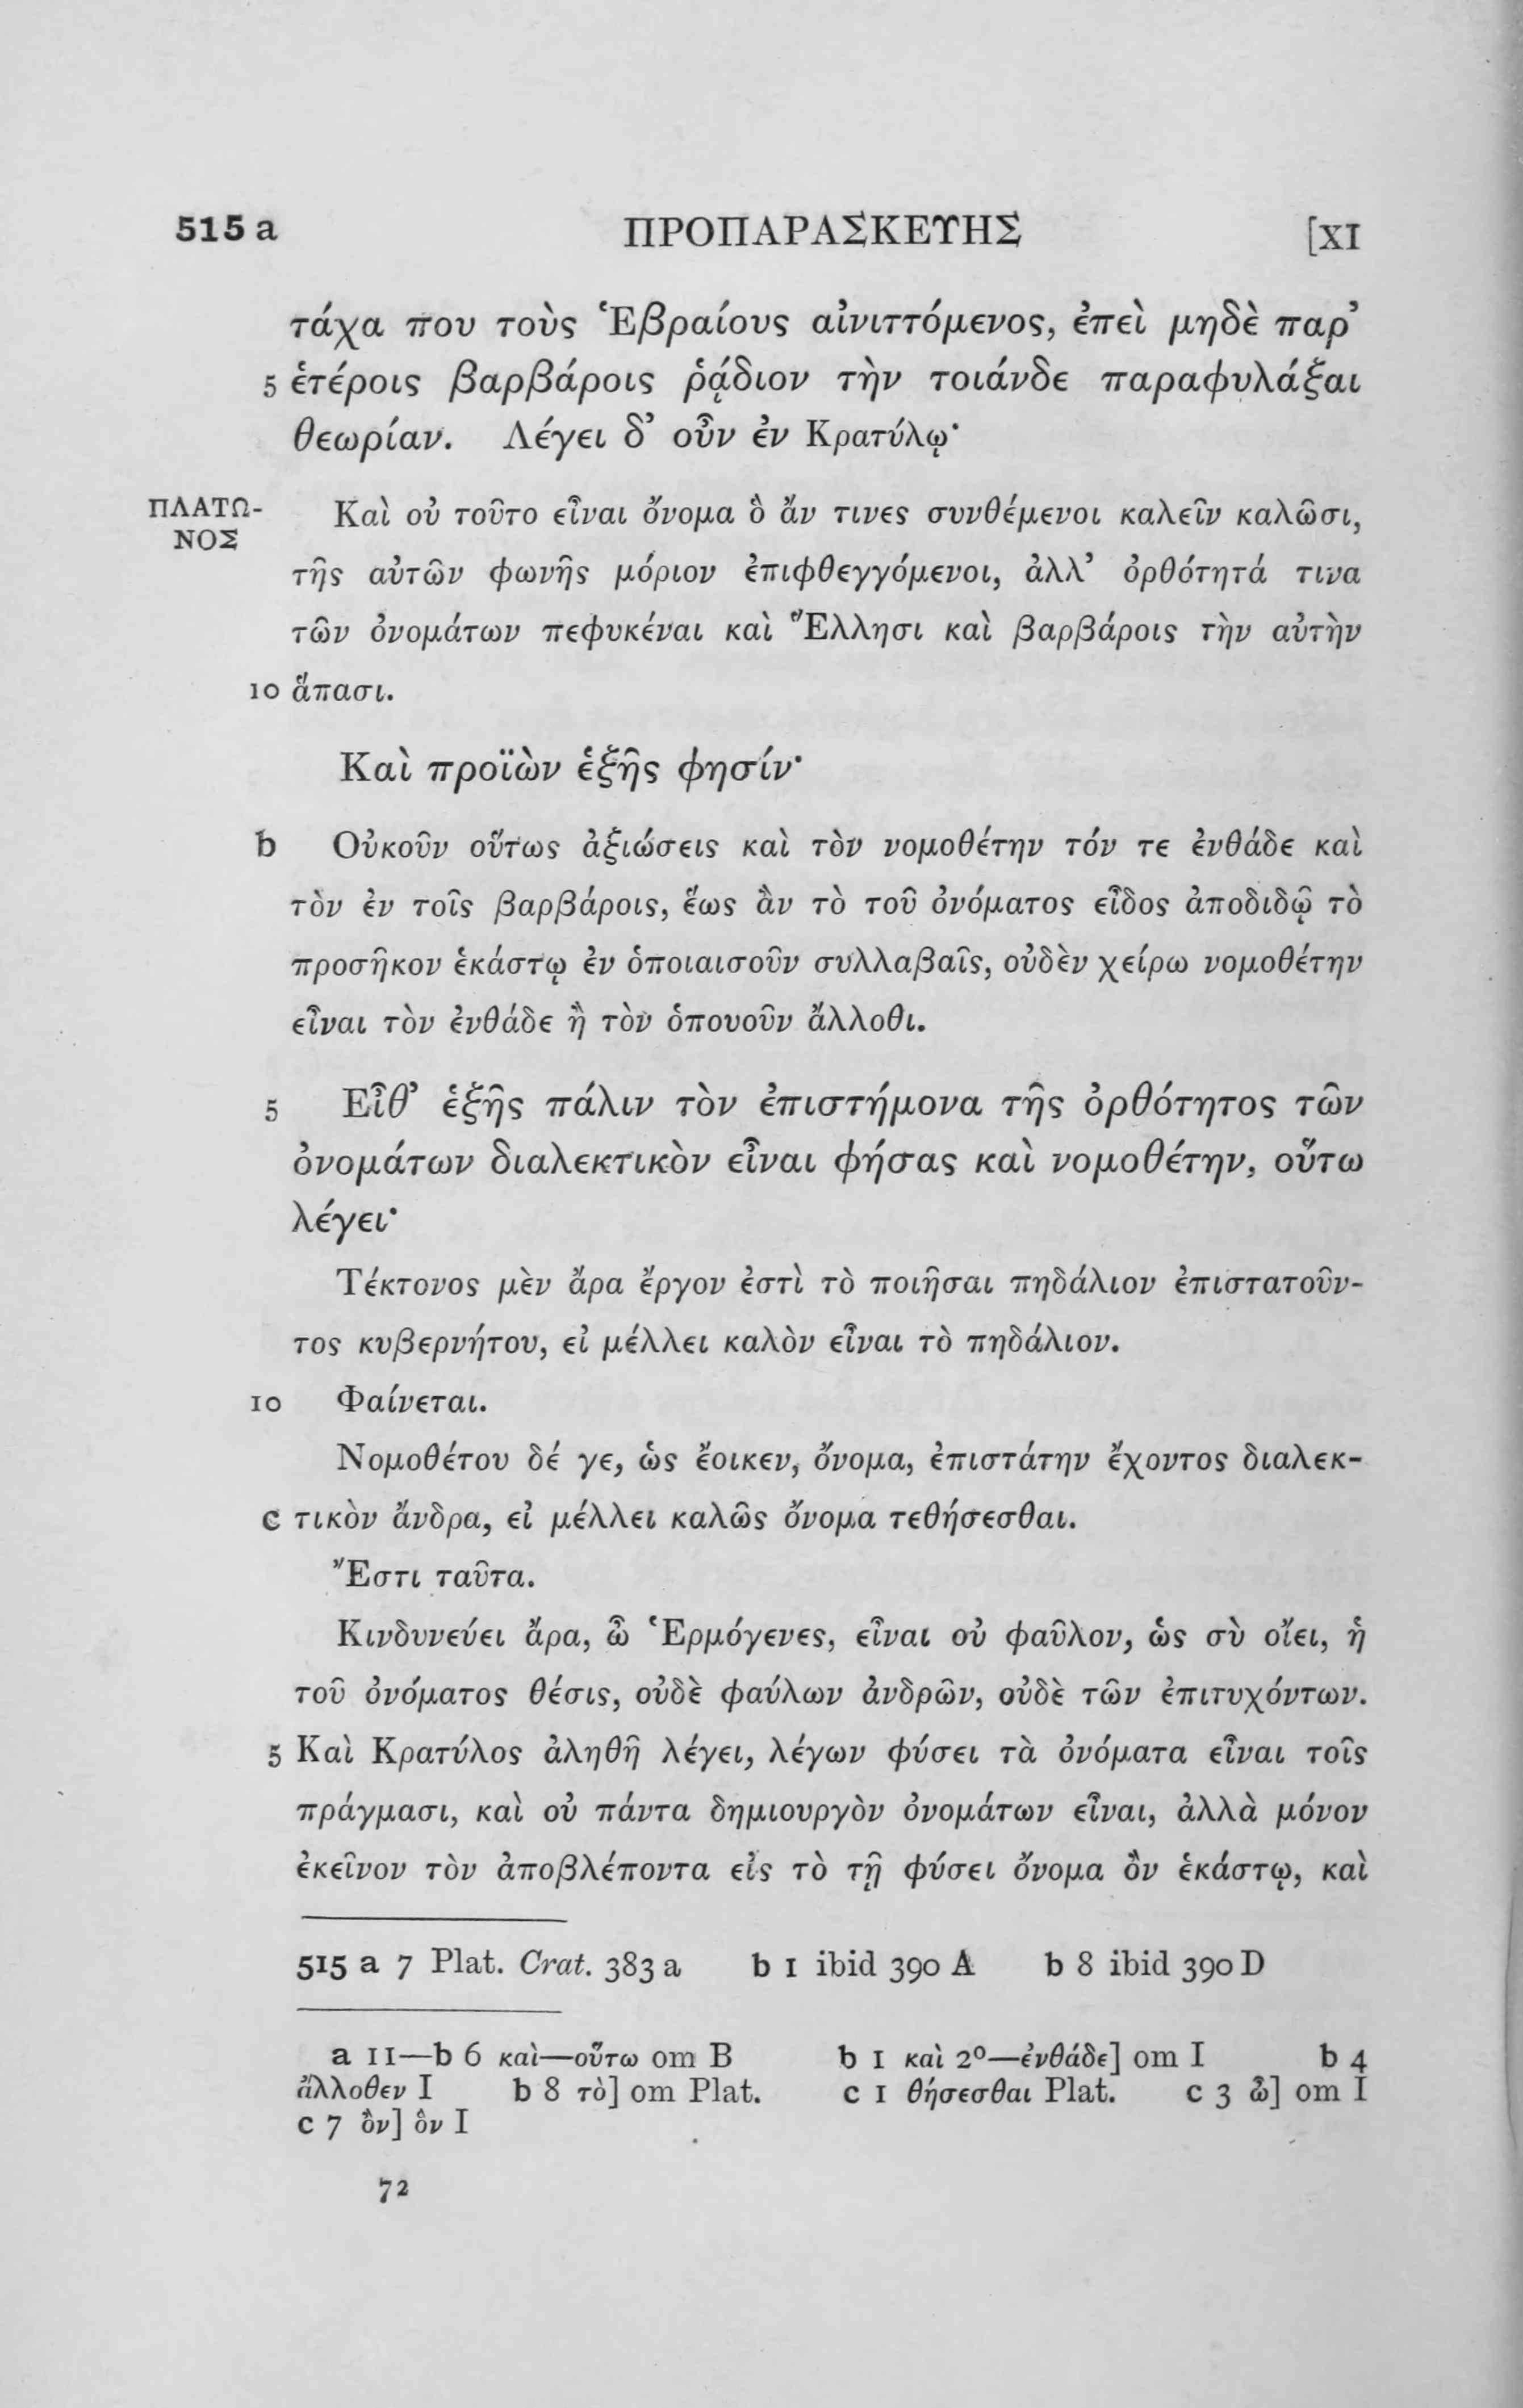 515 a ΠΡΟΠΑΡΑΣΚΕΥΗΣ [XI
τάχα που τοὺς Ἑβραίους αἰνιττόμενος, ἐπεὶ μηδὲ παρ’
5 ἑτέροις βαρβάροις ῥᾴδιον τὴν τοιάνδε παραφυλάξαι
θεωρίαν. Λέγει δ’ οὖν ἐν Κρατύλῳ·
ΠΛΑΤΩ- Καὶ οὐ τοῦτο εἶναι ὄνομα ὃ ἄν τινες συνθέμενοι καλεῖν καλῶσι,
ΝΟΣ
τῆς αὐτῶν φωνῆς μόριον ἐπιφθεγγόμενοι, ἀλλ’ ὀρθότητά τινα
τῶν ὀνομάτων πεφυκέναι καὶ Ἕλλησι καὶ βαρβάροις τὴν αὐτὴν
10 ἅπασι.
Καὶ προϊὼν ἑξῆς φησίν·
b Οὐκοῦν οὕτως ἀξιώσεις καὶ τὸν νομοθέτην τόν τε ἐνθάδε καὶ
τὸν ἐν τοῖς βαρβάροις, ἕως ἂν τὸ τοῦ ὀνόματος εἶδος ἀποδιδῷ τὸ
προσῆκον ἑκάστῳ ἐν ὁποιαισοῦν συλλαβαῖς, οὐδὲν χείρω νομοθέτην
εἶναι τὸν ἐνθάδε ἢ τὸν ὁπουοῦν ἄλλοθι.
5 Εἶθ’ ἑξῆς πάλιν τὸν ἐπιστήμονα τῆς ὀρθότητος τῶν
ὀνομάτων διαλεκτικὸν εἶναι φήσας καὶ νομοθέτην, οὕτω
λέγει·
Τέκτονος μὲν ἄρα ἔργον ἐστὶ τὸ ποιῆσαι πηδάλιον ἐπιστατοῦν-
τος κυβερνήτου, εἰ μέλλει καλὸν εἶναι τὸ πηδάλιον.
10 Φαίνεται.
Νομοθέτου δέ γε, ὡς ἔοικεν, ὄνομα, ἐπιστάτην ἔχοντος διαλεκ-
c τικὸν ἄνδρα, εἰ μέλλει καλῶς ὄνομα τεθήσεσθαι.
Ἔστι ταῦτα.
Κινδυνεύει ἄρα, ὦ Ἑρμόγενες, εἶναι οὐ φαῦλον, ὡς σὺ οἴει, ἡ
τοῦ ὀνόματος θέσις, οὐδὲ φαύλων ἀνδρῶν, οὐδὲ τῶν ἐπιτυχόντων.
5 Καὶ Κρατύλος ἀληθῆ λέγει, λέγων φύσει τὰ ὀνόματα εἶναι τοῖς
πράγμασι, καὶ οὐ πάντα δημιουργὸν ὀνομάτων εἶναι, ἀλλὰ μόνον
ἐκεῖνον τὸν ἀποβλέποντα εἰς τὸ τῇ φύσει ὄνομα ὂν ἑκάστῳ, καὶ
515 a 7 Plat. Crat. 383 a b 1 ibid 390 A b 8 ibid 390 D
a 11—b 6 καὶ—οὕτω om B b 1 καὶ 2º—ἐνθάδε] om I b 4
ἄλλοθεν I b 8 τὸ] om Plat. c 1 θήσεσθαι Plat. c 3 ὦ] om I
c 7 ὂν] ὃν I
72